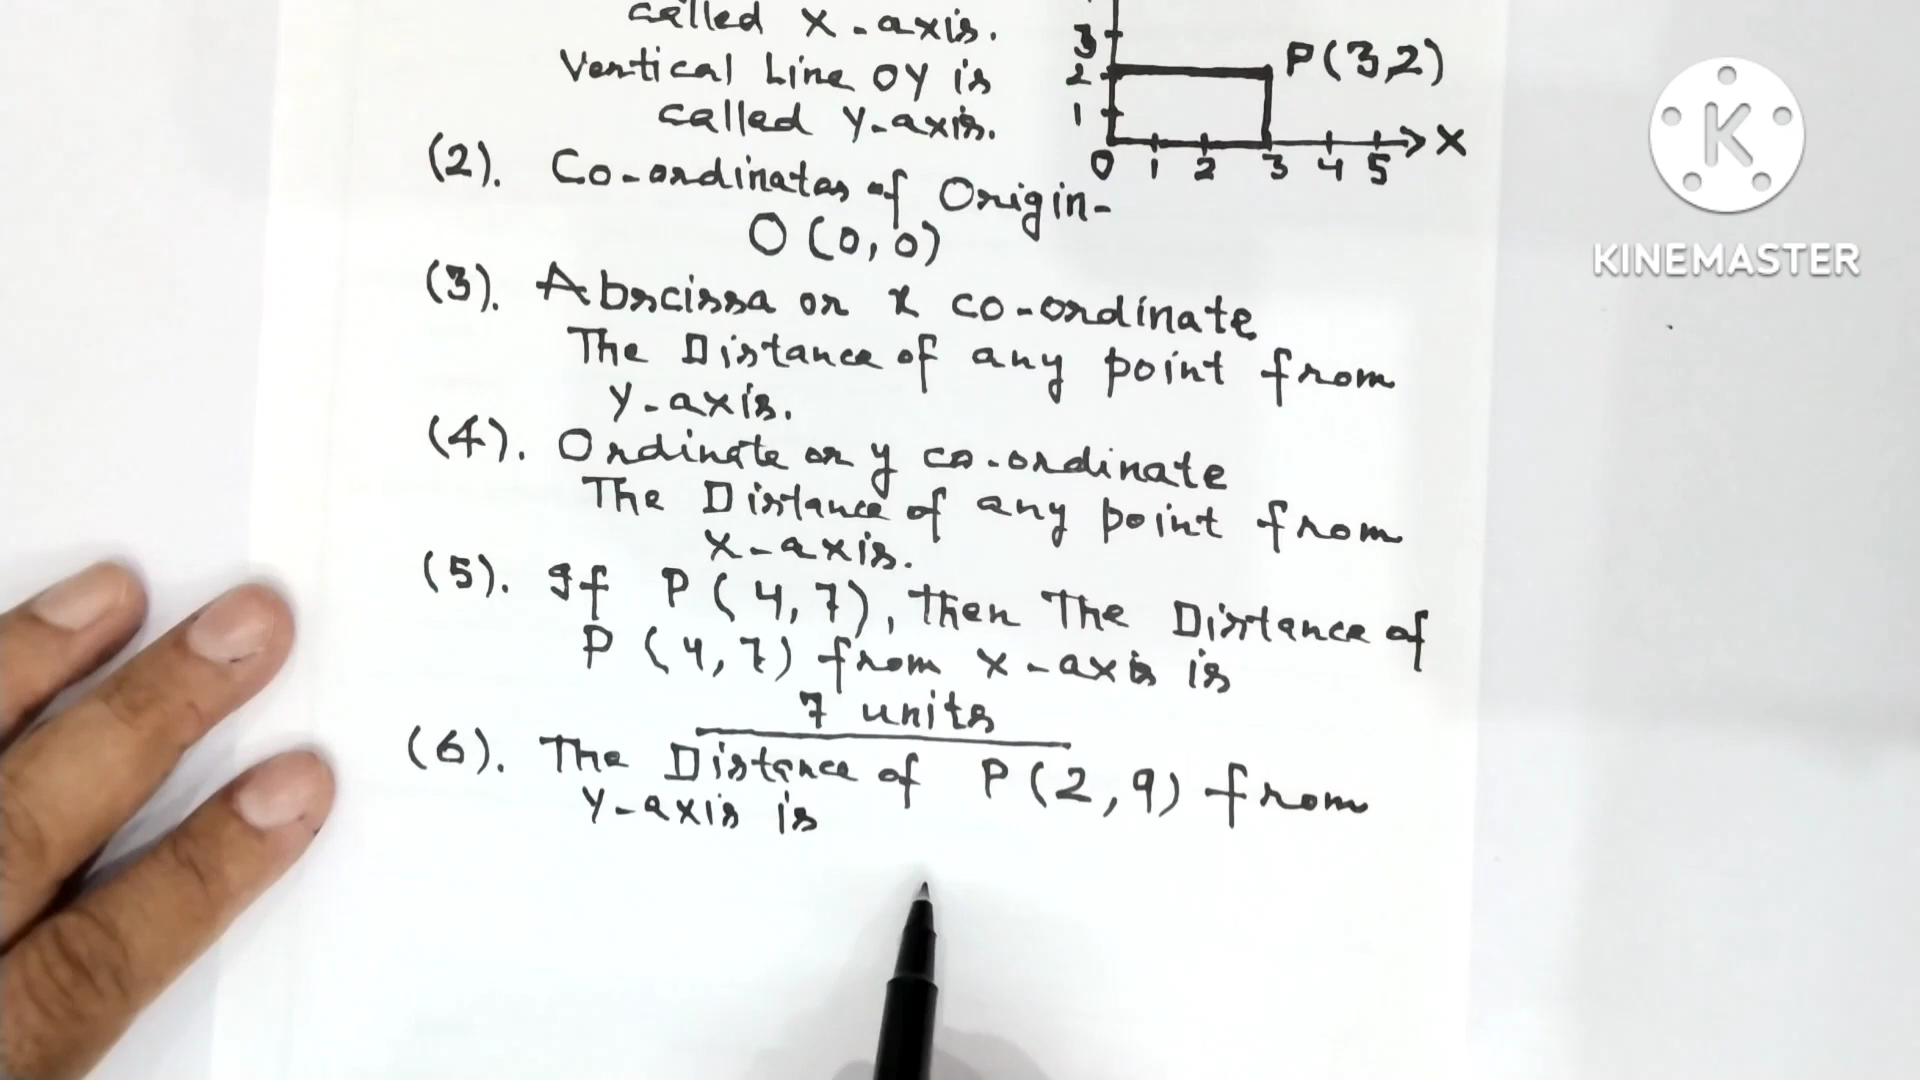 called X-axis.
Vertical Line OY is
called Y-axis.
3
2
1
P(3,2)
0 1 2 3 4 5 X
(2). Co-ordinates of Origin-
O (0,0)
(3). Abscissa or x co-ordinate
The Distance of any point from
Y-axis.
(4). Ordinate or y co-ordinate
The Distance of any point from
X-axis.
(5). If P(4,7), then The Distance of
P (4,7) from X-axis is
7 units
(6). The Distance of P(2,9) from
Y-axis is
K
KINEMASTER